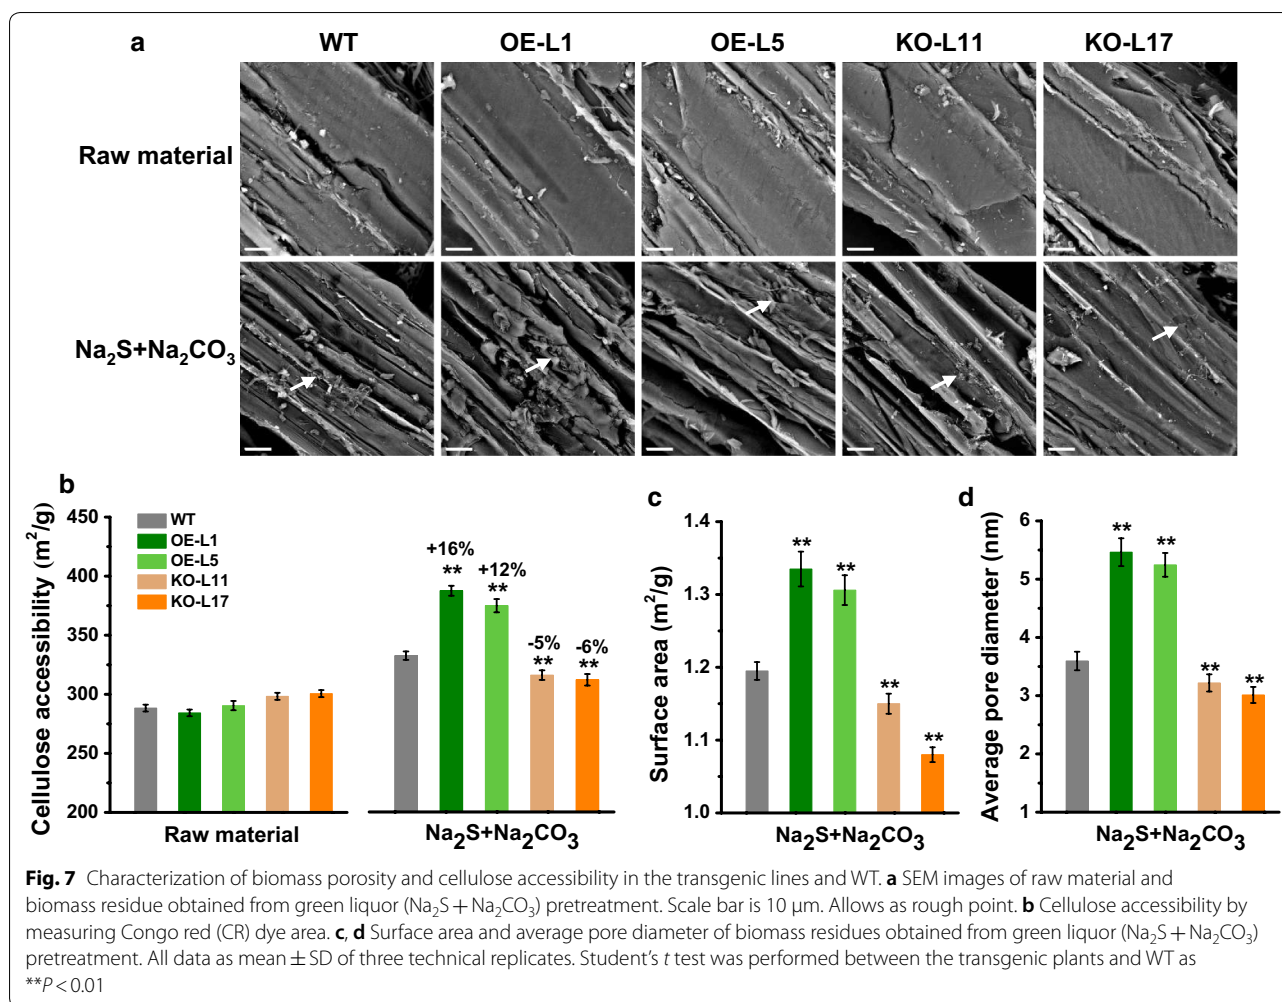 a
WT OE-L1 OE-L5 KO-L11 KO-L17
Raw material
Na₂S+Na₂CO₃
b
Cellulose accessibility (m²/g)
450
400
350
300
250
200
WT
OE-L1
OE-L5
KO-L11
KO-L17
+16%
**
+12%
**
-5%
**
-6%
**
Raw material
Na₂S+Na₂CO₃
c
Surface area (m²/g)
1.4
1.3
1.2
1.1
1.0
**
**
**
**
Na₂S+Na₂CO₃
d
Average pore diameter (nm)
6
5
4
3
2
1
**
**
**
**
Na₂S+Na₂CO₃
Fig. 7 Characterization of biomass porosity and cellulose accessibility in the transgenic lines and WT. a SEM images of raw material and
biomass residue obtained from green liquor (Na₂S + Na₂CO₃) pretreatment. Scale bar is 10 μm. Allows as rough point. b Cellulose accessibility by
measuring Congo red (CR) dye area. c, d Surface area and average pore diameter of biomass residues obtained from green liquor (Na₂S + Na₂CO₃)
pretreatment. All data as mean ± SD of three technical replicates. Student's t test was performed between the transgenic plants and WT as
**P < 0.01